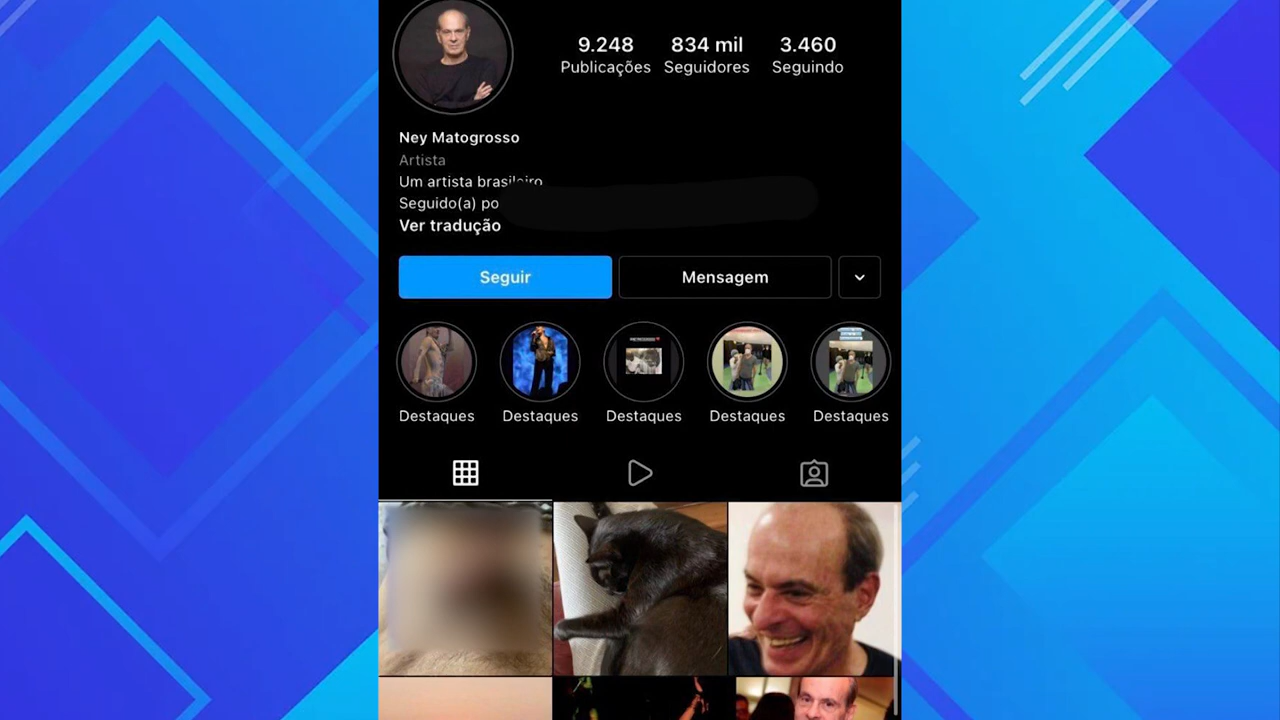 9.248 834 mil 3.460
Publicações Seguidores Seguindo
Ney Matogrosso
Artista
Um artista brasileiro
Seguido(a) po
Ver tradução
Seguir Mensagem
Destaques Destaques Destaques Destaques Destaques